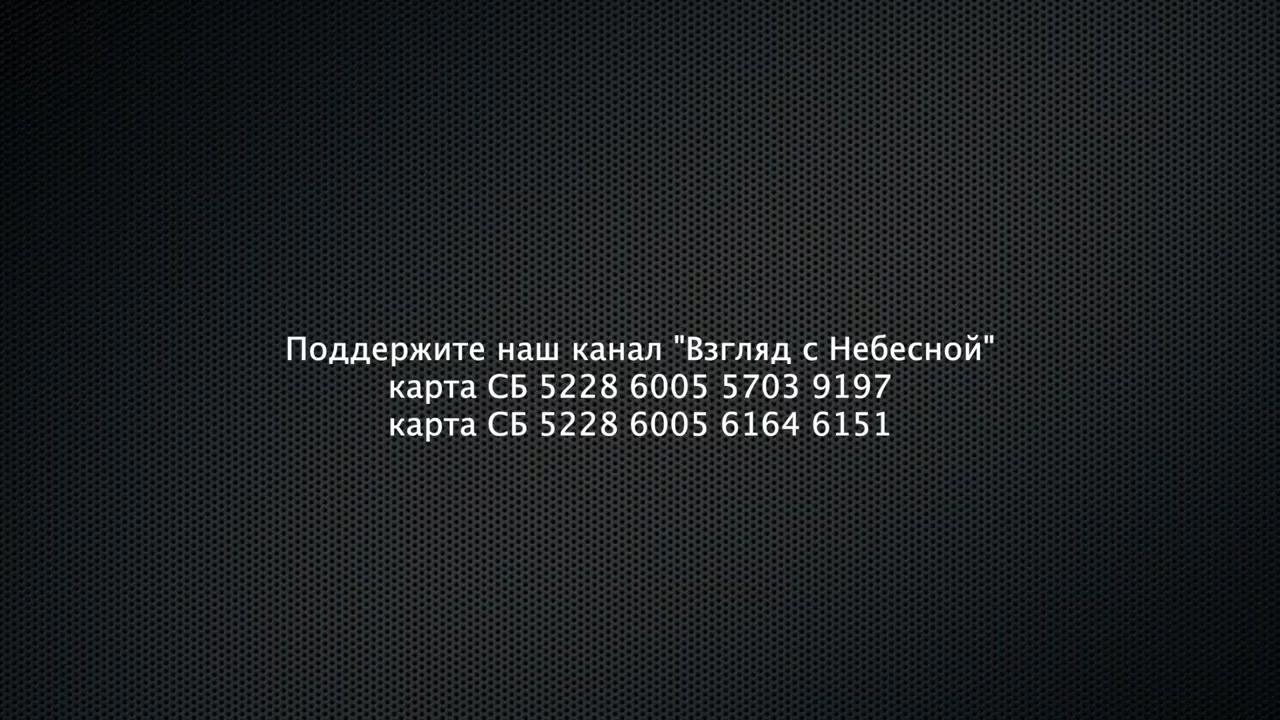 Поддержите наш канал "Взгляд с Небесной"
карта СБ 5228 6005 5703 9197
карта СБ 5228 6005 6164 6151